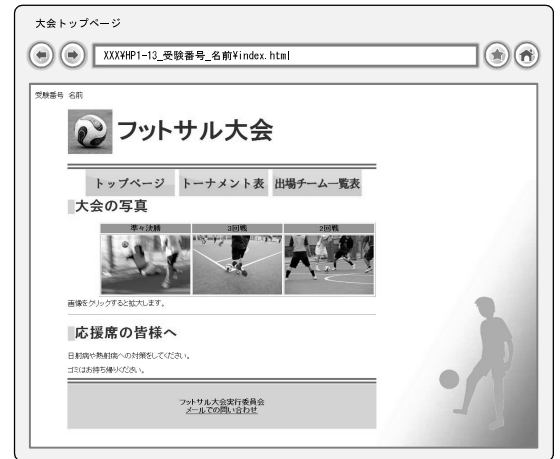 大会トップページ
XXX¥HP1-13_受験番号_名前¥index.html
受験番号 名前
フットサル大会
トップページ トーナメント表 出場チーム一覧表
大会の写真
準々決勝 3回戦 2回戦
画像をクリックすると拡大します。
応援席の皆様へ
日射病や熱射病への対策をしてください。
ゴミはお持ち帰りください。
フットサル大会実行委員会
メールでの問い合わせ